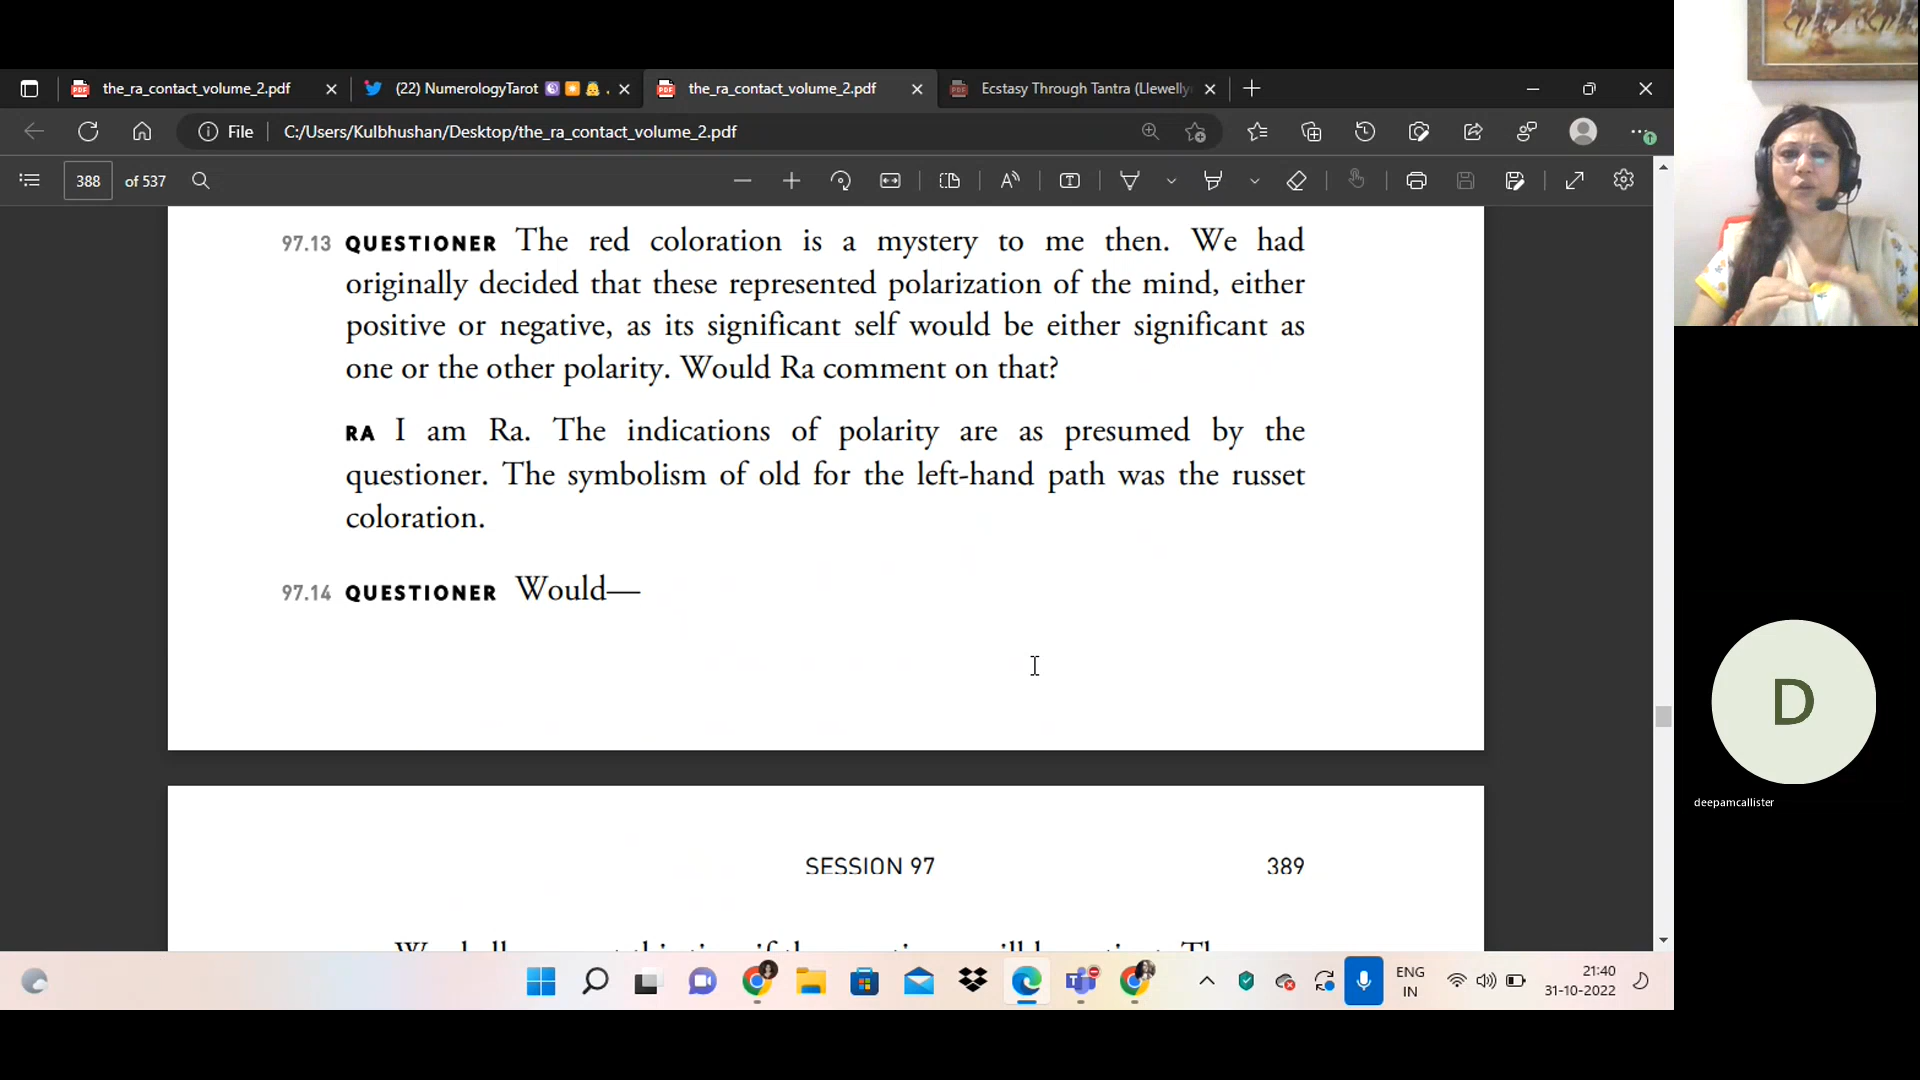 the_ra_contact_volume_2.pdf
(22) NumerologyTarot
the_ra_contact_volume_2.pdf
Ecstasy Through Tantra (Llewelly
File
C:/Users/Kulbhushan/Desktop/the_ra_contact_volume_2.pdf
388 of 537
97.13 QUESTIONER The red coloration is a mystery to me then. We had
originally decided that these represented polarization of the mind, either
positive or negative, as its significant self would be either significant as
one or the other polarity. Would Ra comment on that?
RA I am Ra. The indications of polarity are as presumed by the
questioner. The symbolism of old for the left-hand path was the russet
coloration.
97.14 QUESTIONER Would—
SESSION 97 389
D
deepamcallister
ENG
IN
21:40
31-10-2022